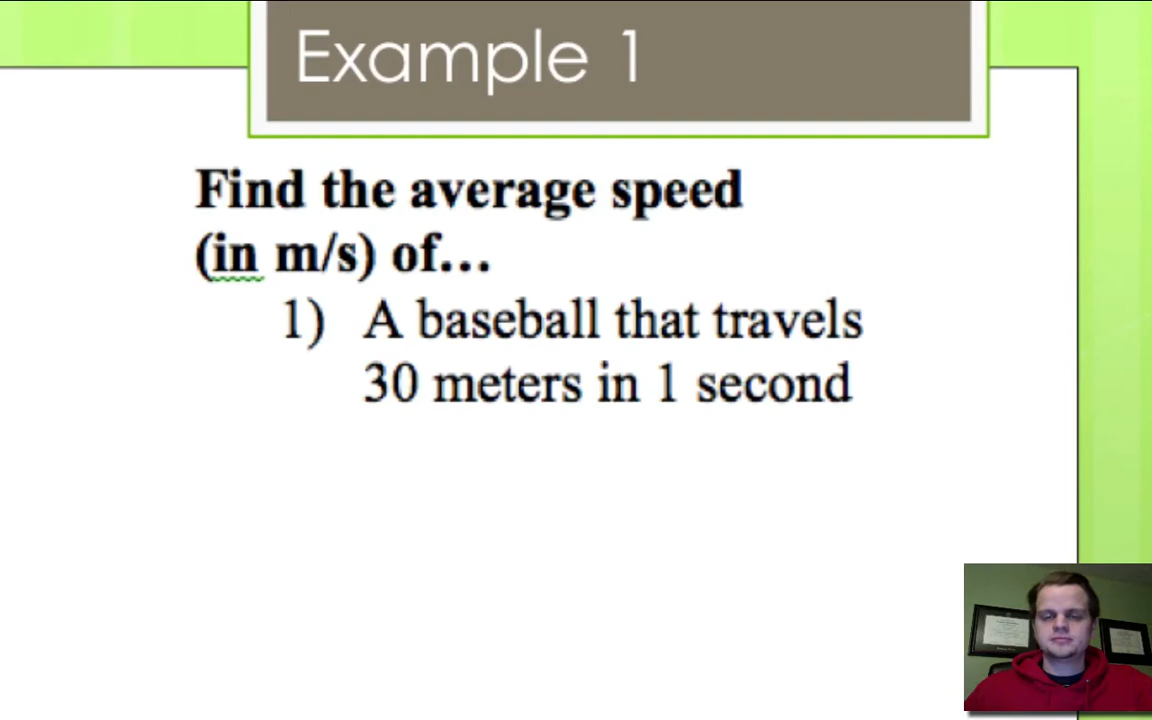 Example 1
Find the average speed
(in m/s) of...
1) A baseball that travels
30 meters in 1 second